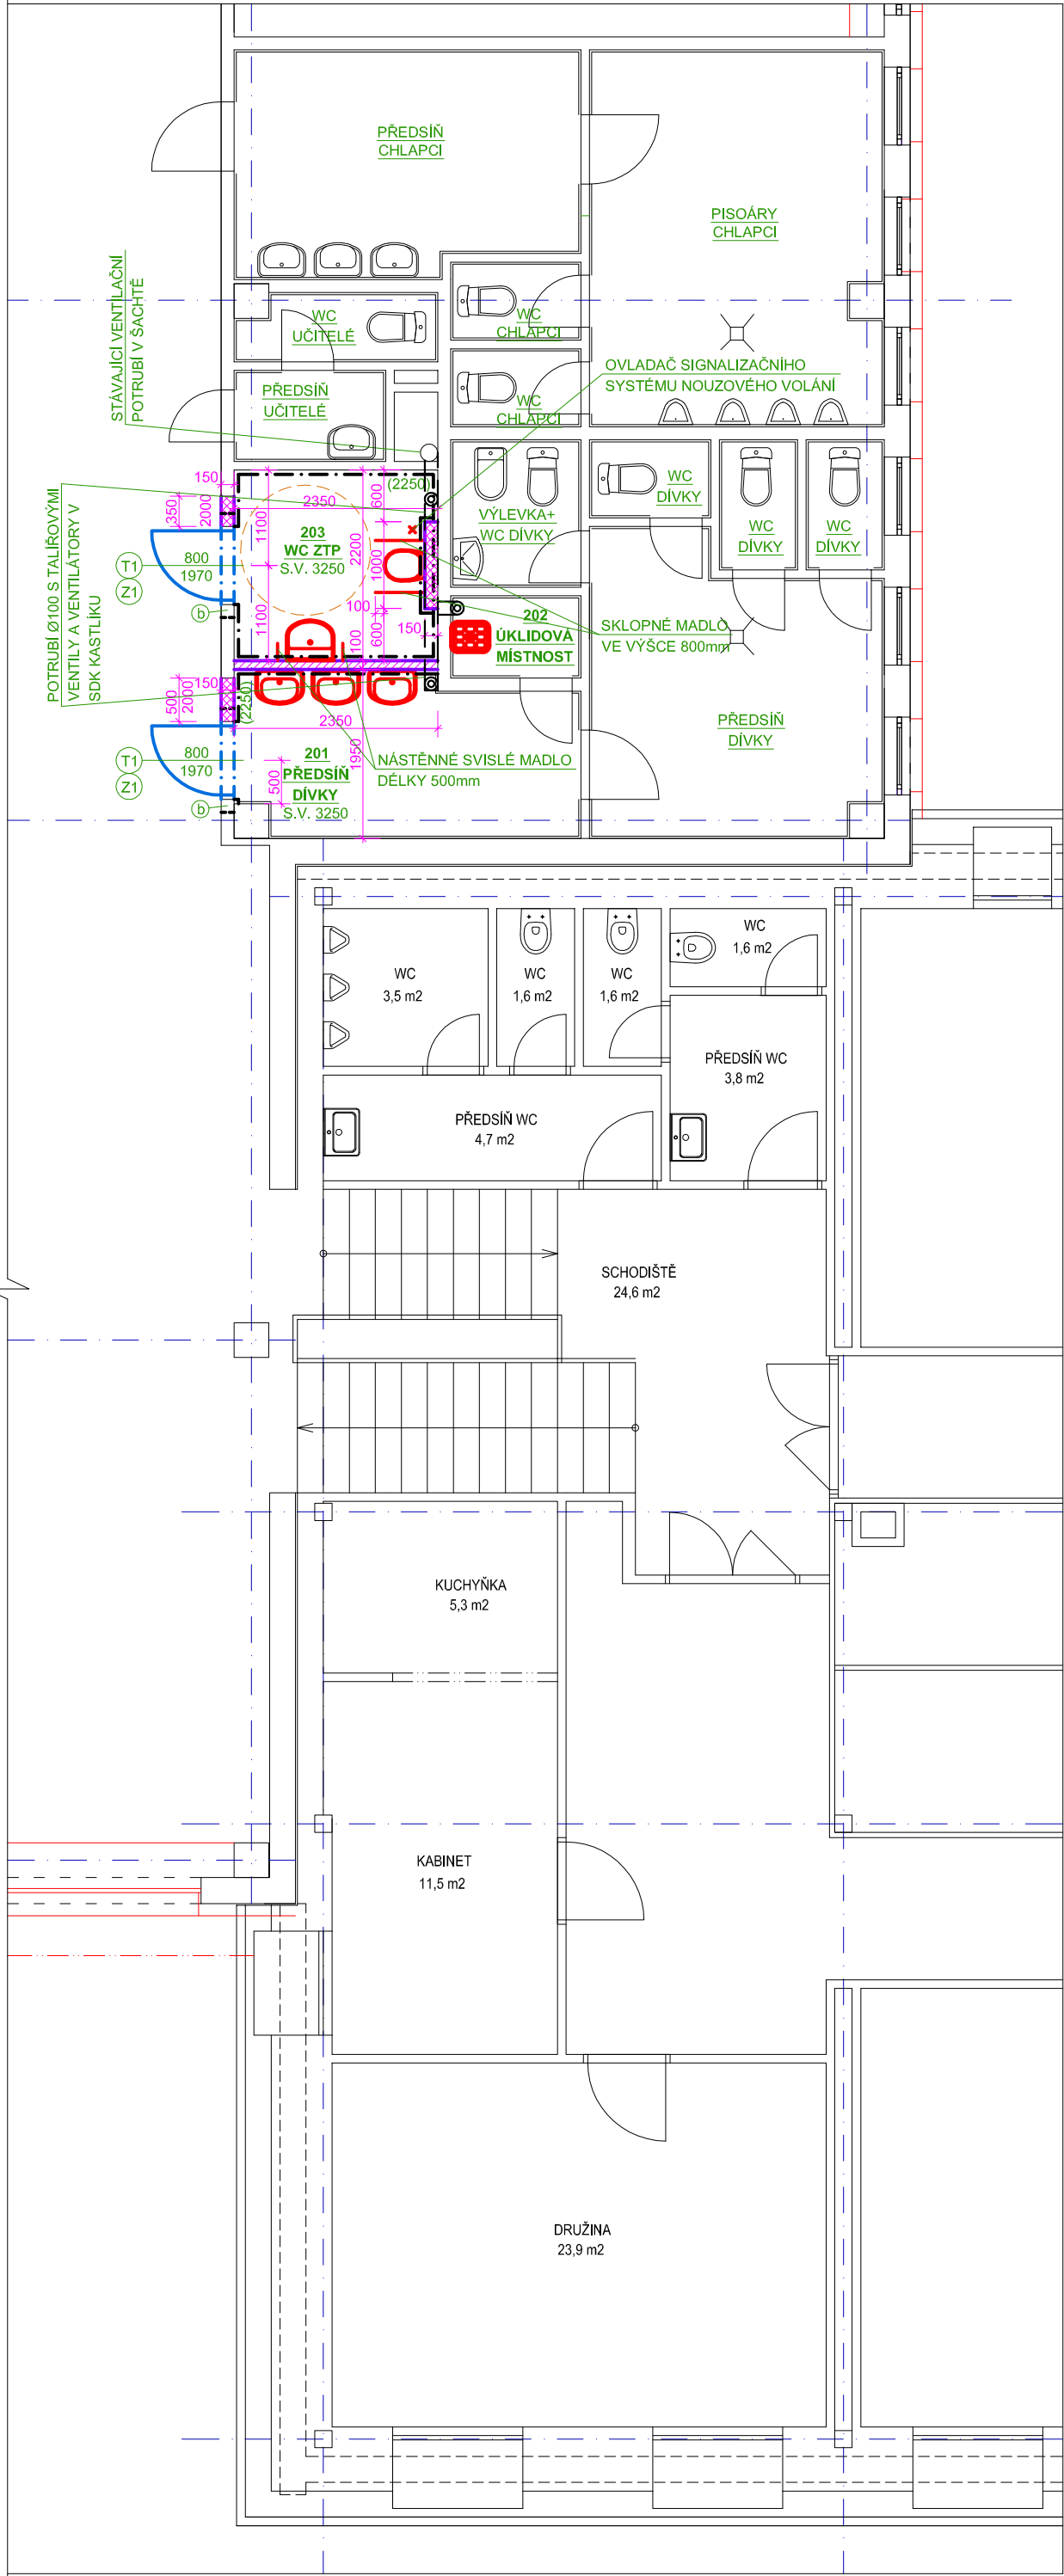 PŘEDSÍŇ
CHLAPCI
PISOÁRY
CHLAPCI
STÁVAJÍCÍ VENTILAČNÍ
POTRUBÍ V ŠACHTĚ
WC
UČITELÉ
WC
CHLAPCI
OVLADAČ SIGNALIZAČNÍHO
SYSTÉMU NOUZOVÉHO VOLÁNÍ
PŘEDSÍŇ
UČITELÉ
WC
CHLAPCI
POTRUBÍ Ø100 S TALÍŘOVÝMI
VENTILY A VENTILÁTORY V
SDK KASTLÍKU
150
350
2000
1100
2350
600
(2250)
203
WC ZTP
S.V. 3250
2200
1000
100
VÝLEVKA+
WC DÍVKY
WC
DÍVKY
WC
DÍVKY
WC
DÍVKY
T1
800
1970
Z1
b
1100
100
600
150
202
ÚKLIDOVÁ
MÍSTNOST
SKLOPNÉ MADLO
VE VÝŠCE 800mm
150
500
2000
(2250)
2350
1950
PŘEDSÍŇ
DÍVKY
T1
800
1970
Z1
b
500
201
PŘEDSÍŇ
DÍVKY
S.V. 3250
NÁSTĚNNÉ SVISLÉ MADLO
DÉLKY 500mm
WC
3,5 m2
WC
1,6 m2
WC
1,6 m2
WC
1,6 m2
PŘEDSÍŇ WC
3,8 m2
PŘEDSÍŇ WC
4,7 m2
SCHODIŠTĚ
24,6 m2
KUCHYŇKA
5,3 m2
KABINET
11,5 m2
DRUŽINA
23,9 m2